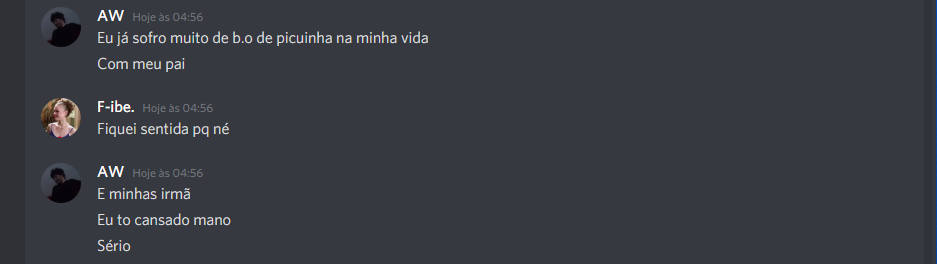 AW Hoje às 04:56
Eu já sofro muito de b.o de picuinha na minha vida
Com meu pai
F-ibe. Hoje às 04:56
Fiquei sentida pq né
AW Hoje às 04:56
E minhas irmã
Eu to cansado mano
Sério